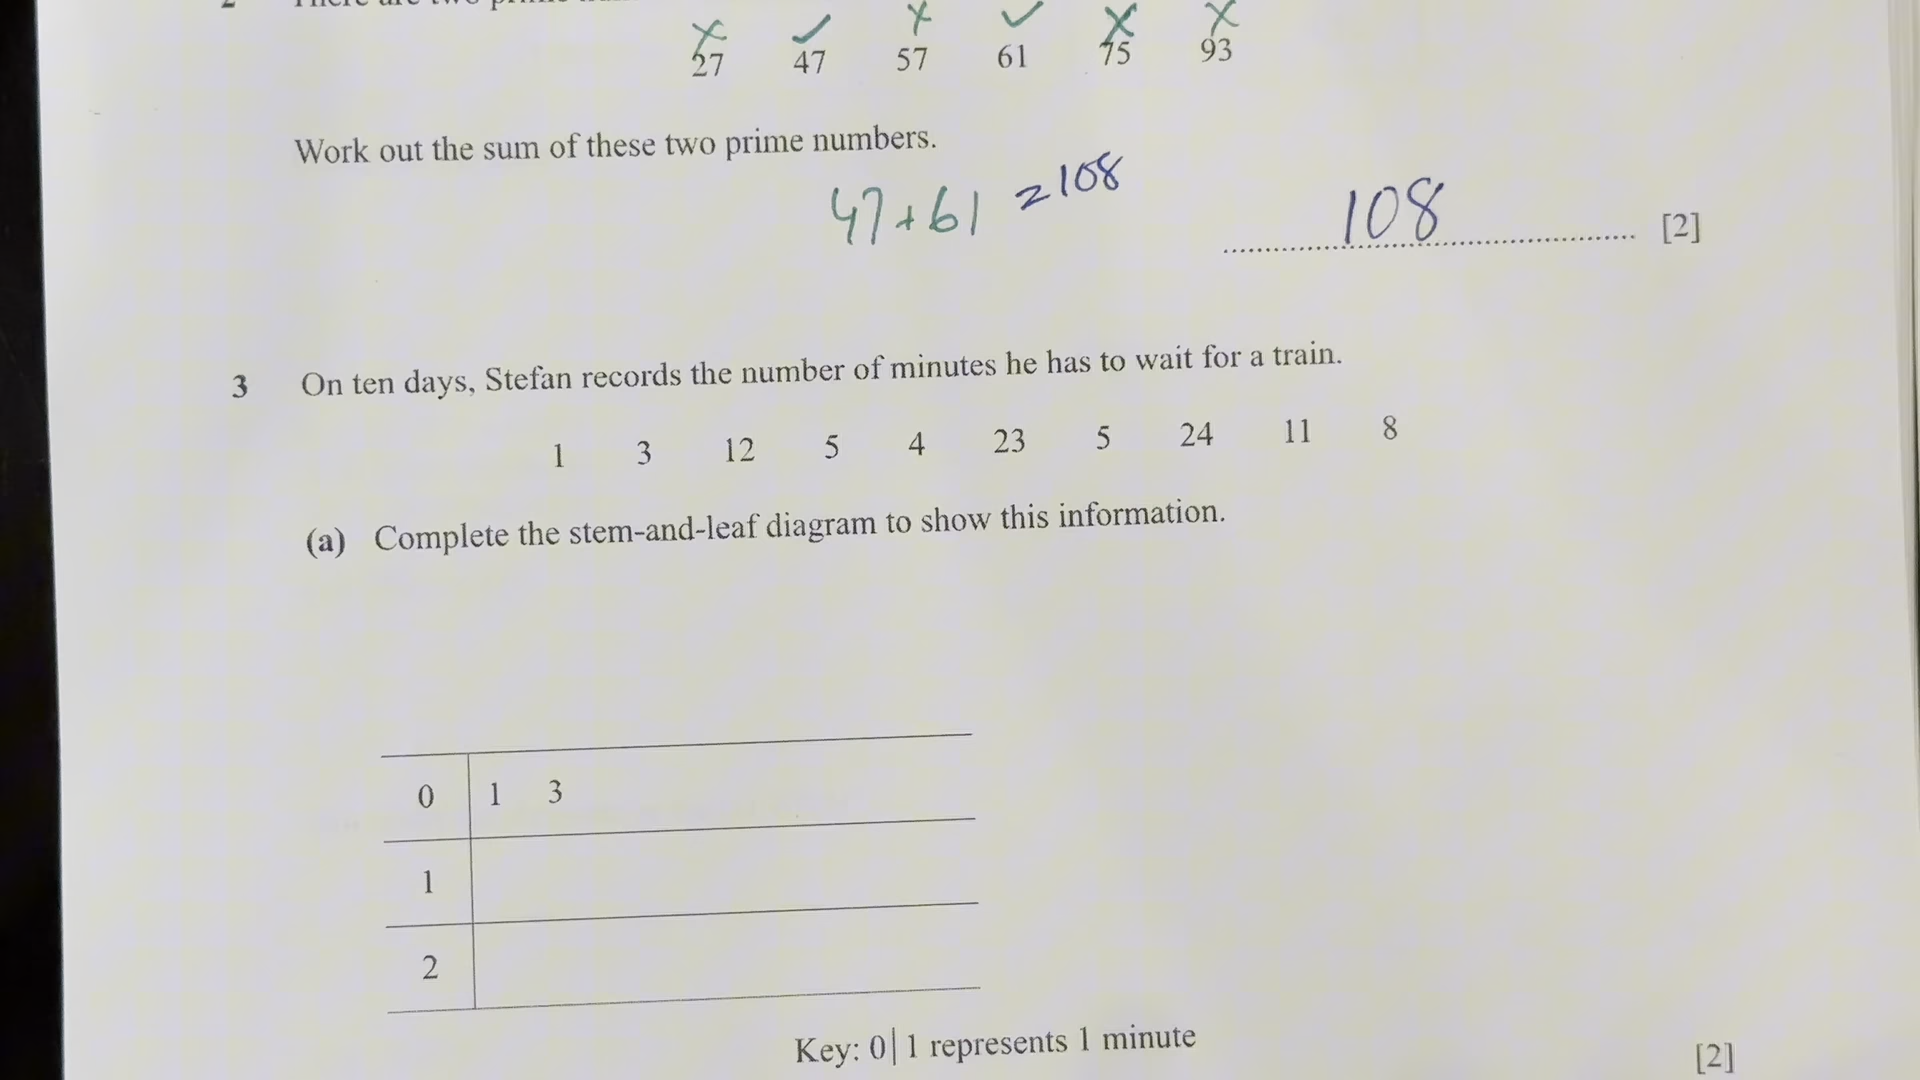 There are two
27 47 57 61 75 93
Work out the sum of these two prime numbers.
47+61 =108
108 [2]
3 On ten days, Stefan records the number of minutes he has to wait for a train.
1 3 12 5 4 23 5 24 11 8
(a) Complete the stem-and-leaf diagram to show this information.
0 1 3
1
2
Key: 0|1 represents 1 minute
[2]